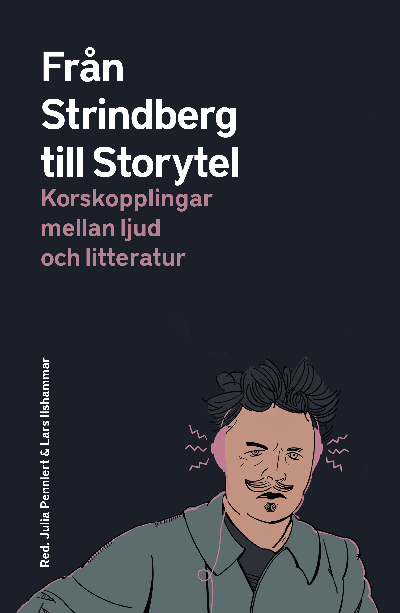 Från
Strindberg
till Storytel
Korskopplingar
mellan ljud
och litteratur
Red. Julia Pennlert & Lars Ilshammar